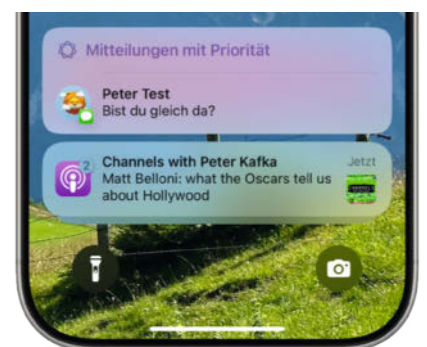 Mitteilungen mit Priorität
Peter Test
Bist du gleich da?
2
Channels with Peter Kafka
Jetzt
Matt Belloni: what the Oscars tell us
about Hollywood